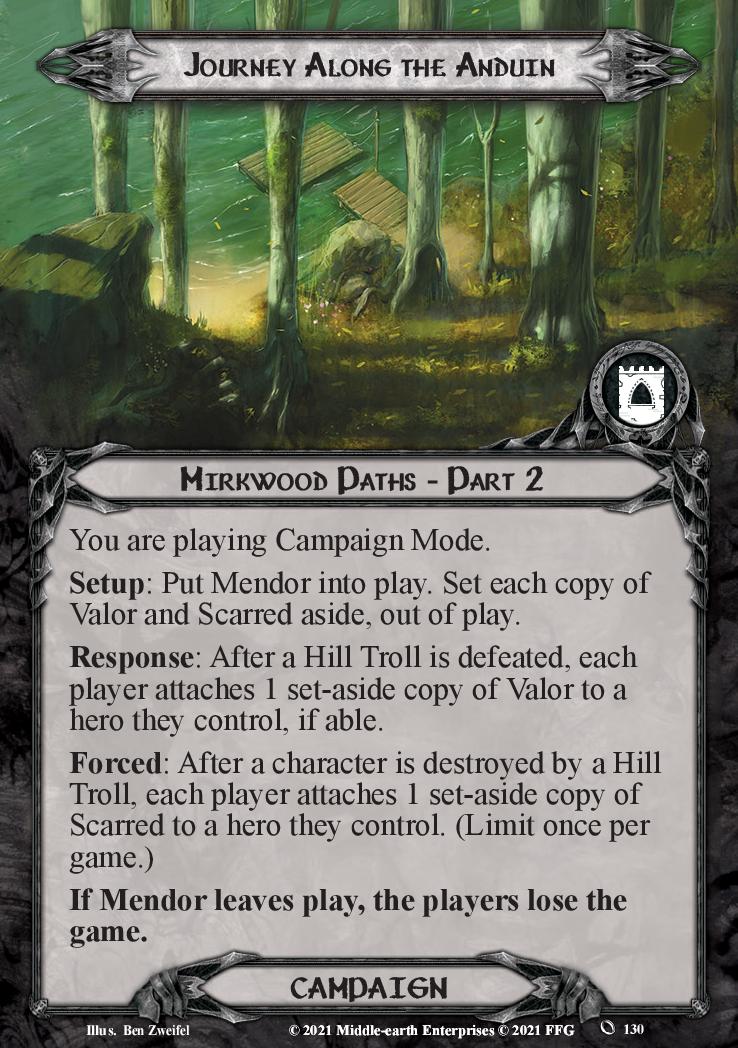 Journey Along the Anduin
Mirkwood Paths - Part 2
You are playing Campaign Mode.
Setup: Put Mendor into play. Set each copy of
Valor and Scarred aside, out of play.
Response: After a Hill Troll is defeated, each
player attaches 1 set-aside copy of Valor to a
hero they control, if able.
Forced: After a character is destroyed by a Hill
Troll, each player attaches 1 set-aside copy of
Scarred to a hero they control. (Limit once per
game.)
If Mendor leaves play, the players lose the
game.
CAMPAIGN
Illus. Ben Zweifel © 2021 Middle-earth Enterprises © 2021 FFG 130